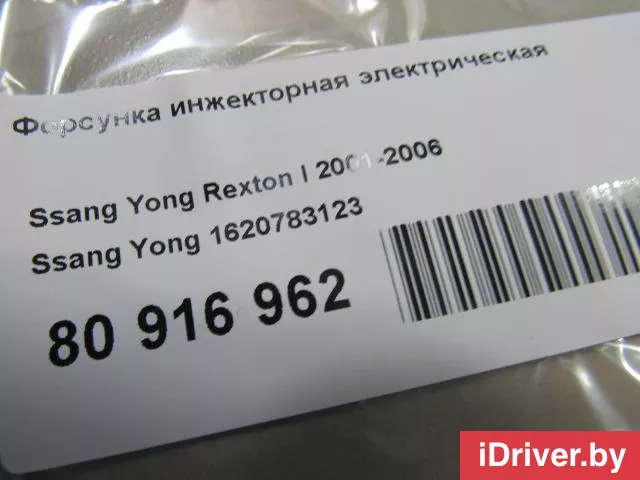 Форсунка инжекторная электрическая
Ssang Yong Rexton I 2001-2006
Ssang Yong 1620783123
80 916 962
iDriver.by